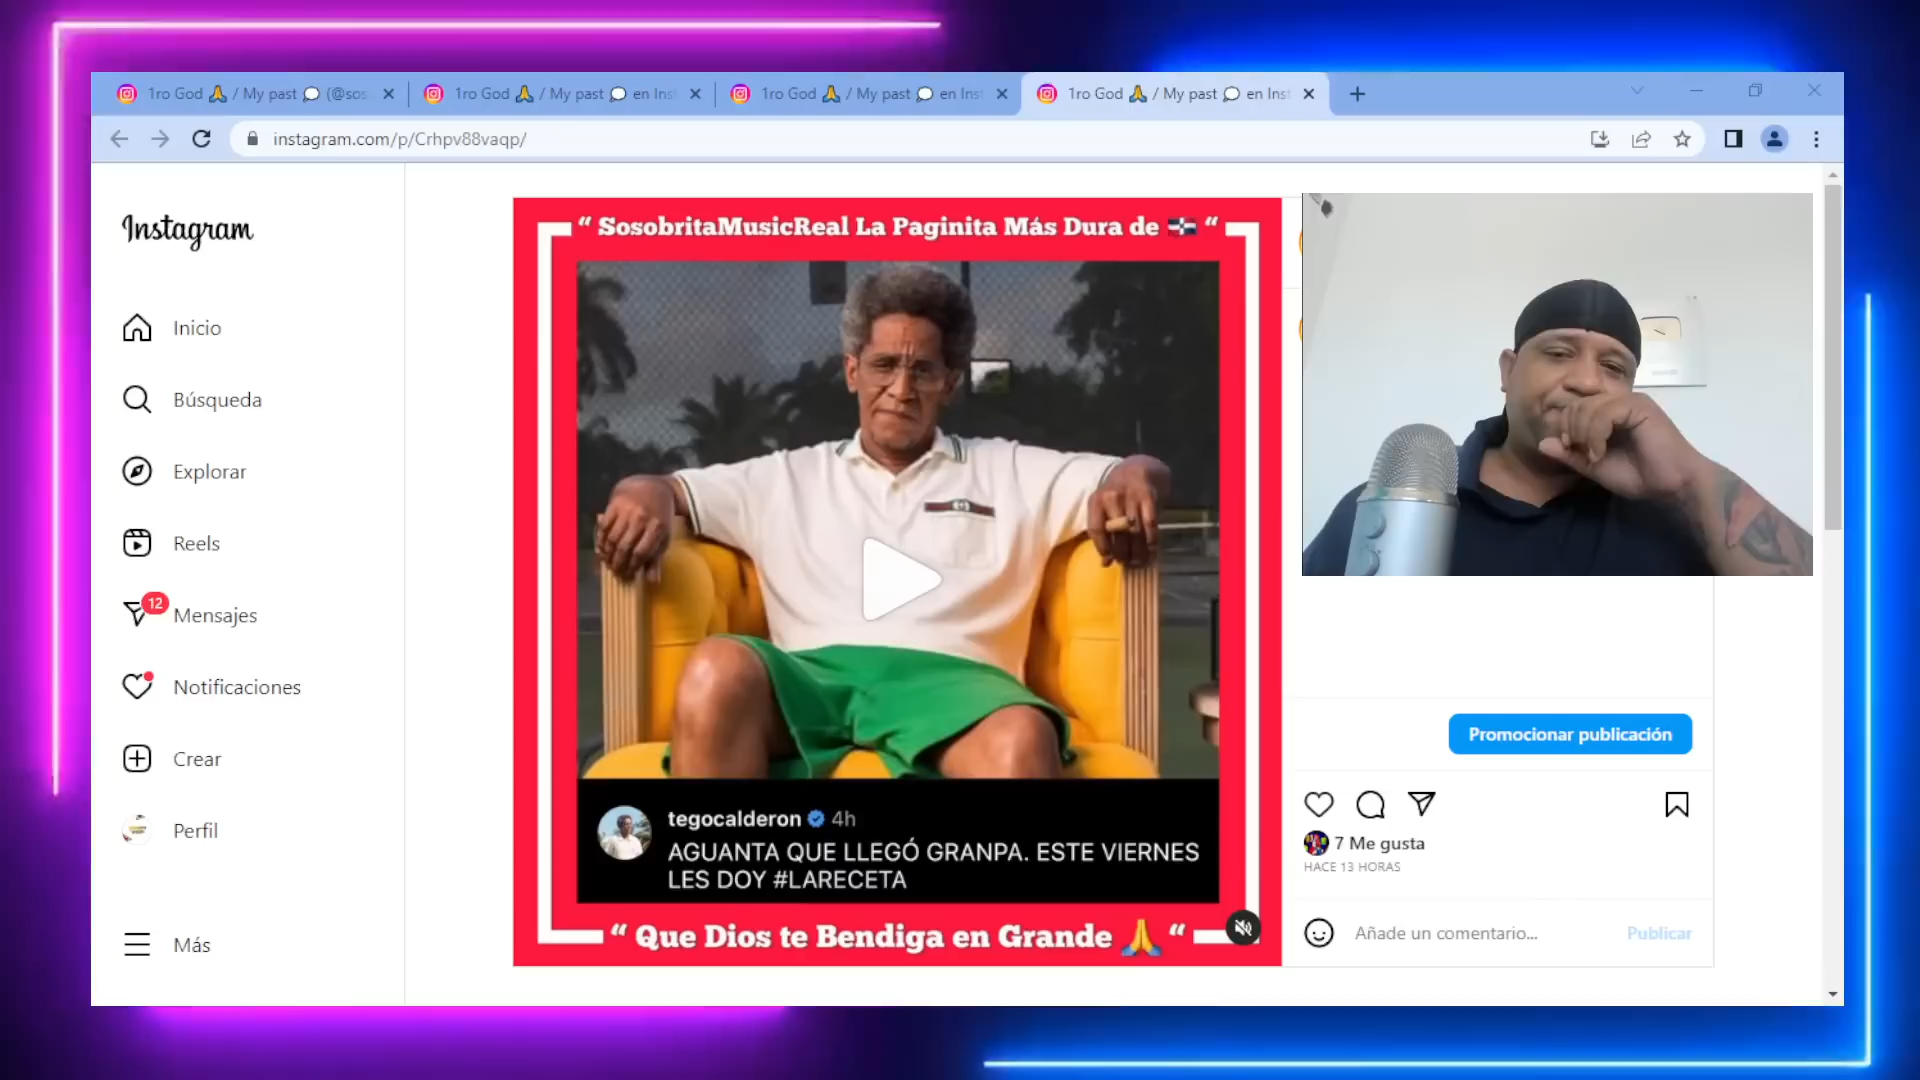 1ro God 🙏 / My past 💬 (@sos
1ro God 🙏 / My past 💬 en Inst
1ro God 🙏 / My past 💬 en Inst
1ro God 🙏 / My past 💬 en Inst
instagram.com/p/Crhpv88vaqp/
Instagram
Inicio
Búsqueda
Explorar
Reels
12
Mensajes
Notificaciones
Crear
Perfil
Más
“ SosobritaMusicReal La Paginita Más Dura de 🇩🇴 “
tegocalderon 4h
AGUANTA QUE LLEGÓ GRANPA. ESTE VIERNES
LES DOY #LARECETA
“ Que Dios te Bendiga en Grande 🙏 “
Promocionar publicación
7 Me gusta
HACE 13 HORAS
Añade un comentario...
Publicar